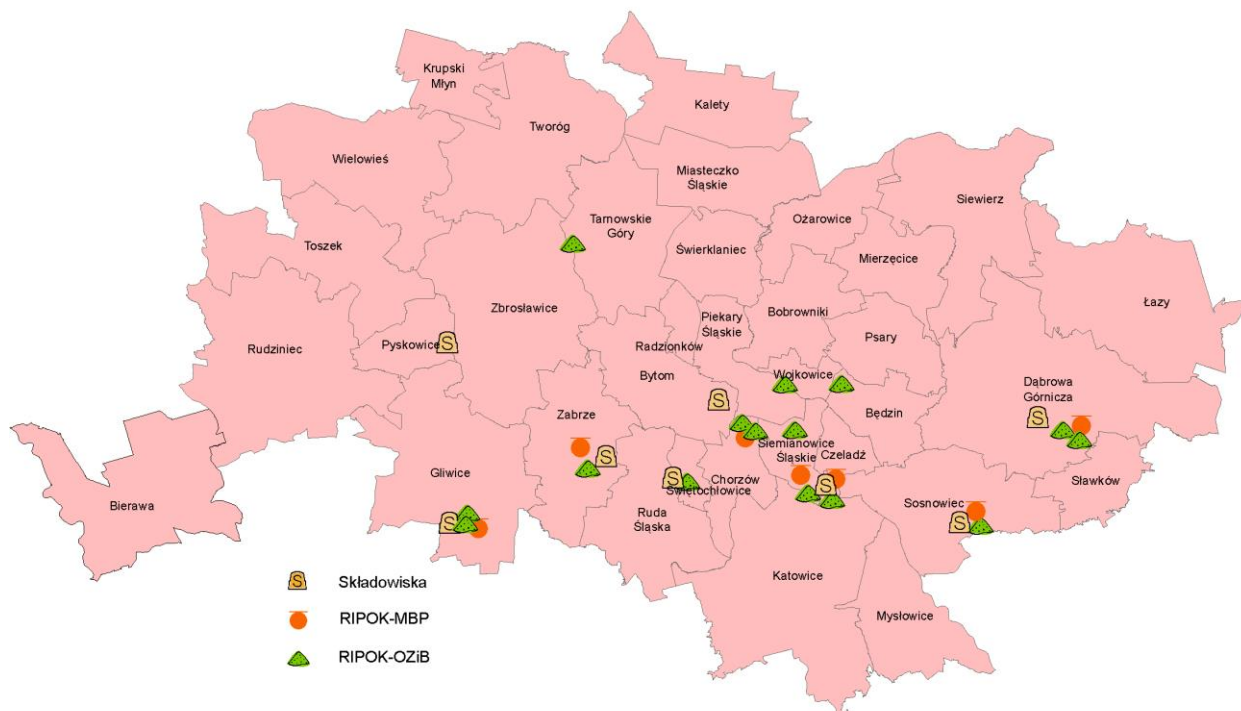 Krupski
Młyn
Kalety
Tworóg
Wielowieś
Miasteczko
Śląskie
Siewierz
Ożarowice
Tarnowskie
Góry
Toszek
Świerklaniec
Mierzęcice
Łazy
Zbrosławice
Bobrowniki
Piekary
Śląskie
Psary
Rudziniec
Pyskowice
S
Radzionków
Bytom
Wojkowice
Dąbrowa
Górnicza
S
Zabrze
Będzin
S
Siemianowice
Śląskie
Czeladź
S
Gliwice
Chorzów
S
Świętochłowice
S
Sławków
Bierawa
Sosnowiec
S
Ruda
Śląska
S
Katowice
Mysłowice
S
Składowiska
RIPOK-MBP
RIPOK-OZiB